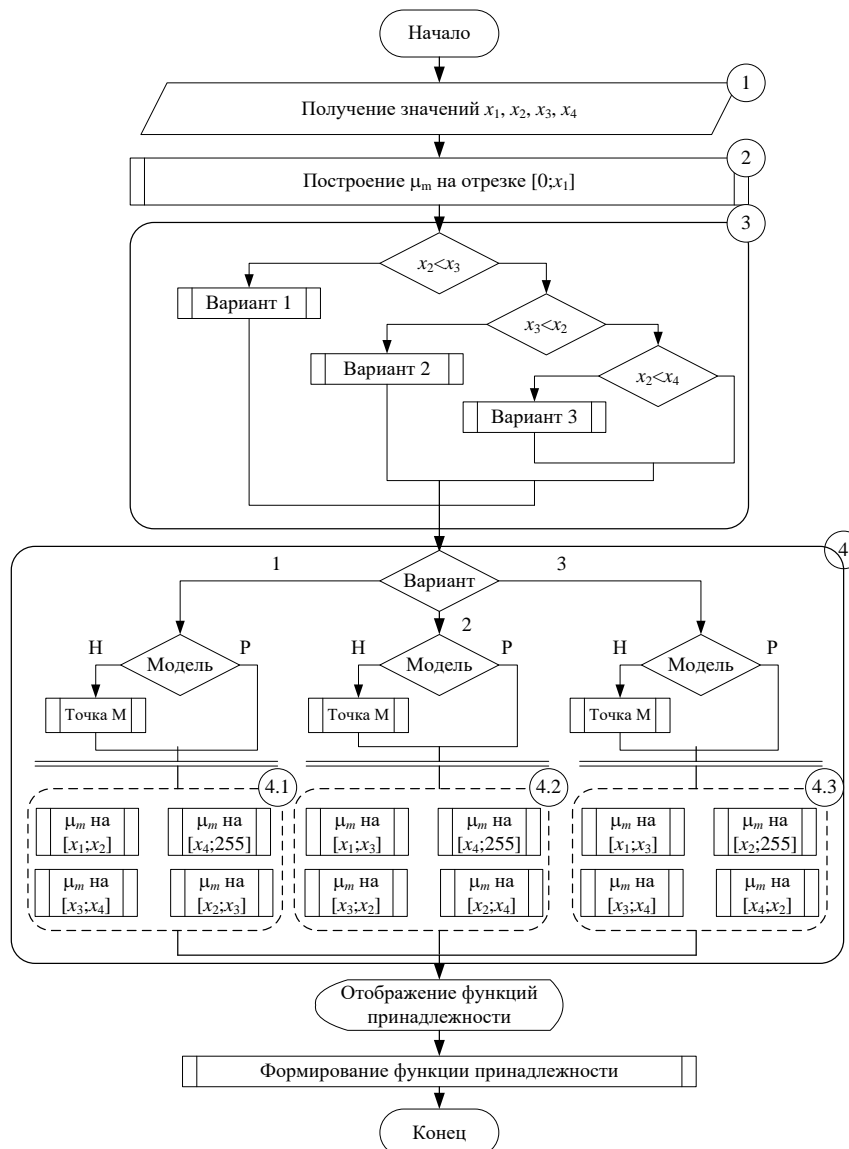 Начало
1
Получение значений x₁, x₂, x₃, x₄
2
Построение μₘ на отрезке [0;x₁]
3
x₂<x₃
Вариант 1
x₃<x₂
Вариант 2
x₂<x₄
Вариант 3
4
1
Вариант
3
2
Н
Модель
Р
Н
Модель
Р
Н
Модель
Р
Точка М
Точка М
Точка М
4.1
4.2
4.3
μₘ на
[x₁;x₂]
μₘ на
[x₄;255]
μₘ на
[x₁;x₃]
μₘ на
[x₄;255]
μₘ на
[x₁;x₃]
μₘ на
[x₂;255]
μₘ на
[x₃;x₄]
μₘ на
[x₂;x₃]
μₘ на
[x₃;x₂]
μₘ на
[x₂;x₄]
μₘ на
[x₃;x₄]
μₘ на
[x₄;x₂]
Отображение функций
принадлежности
Формирование функции принадлежности
Конец